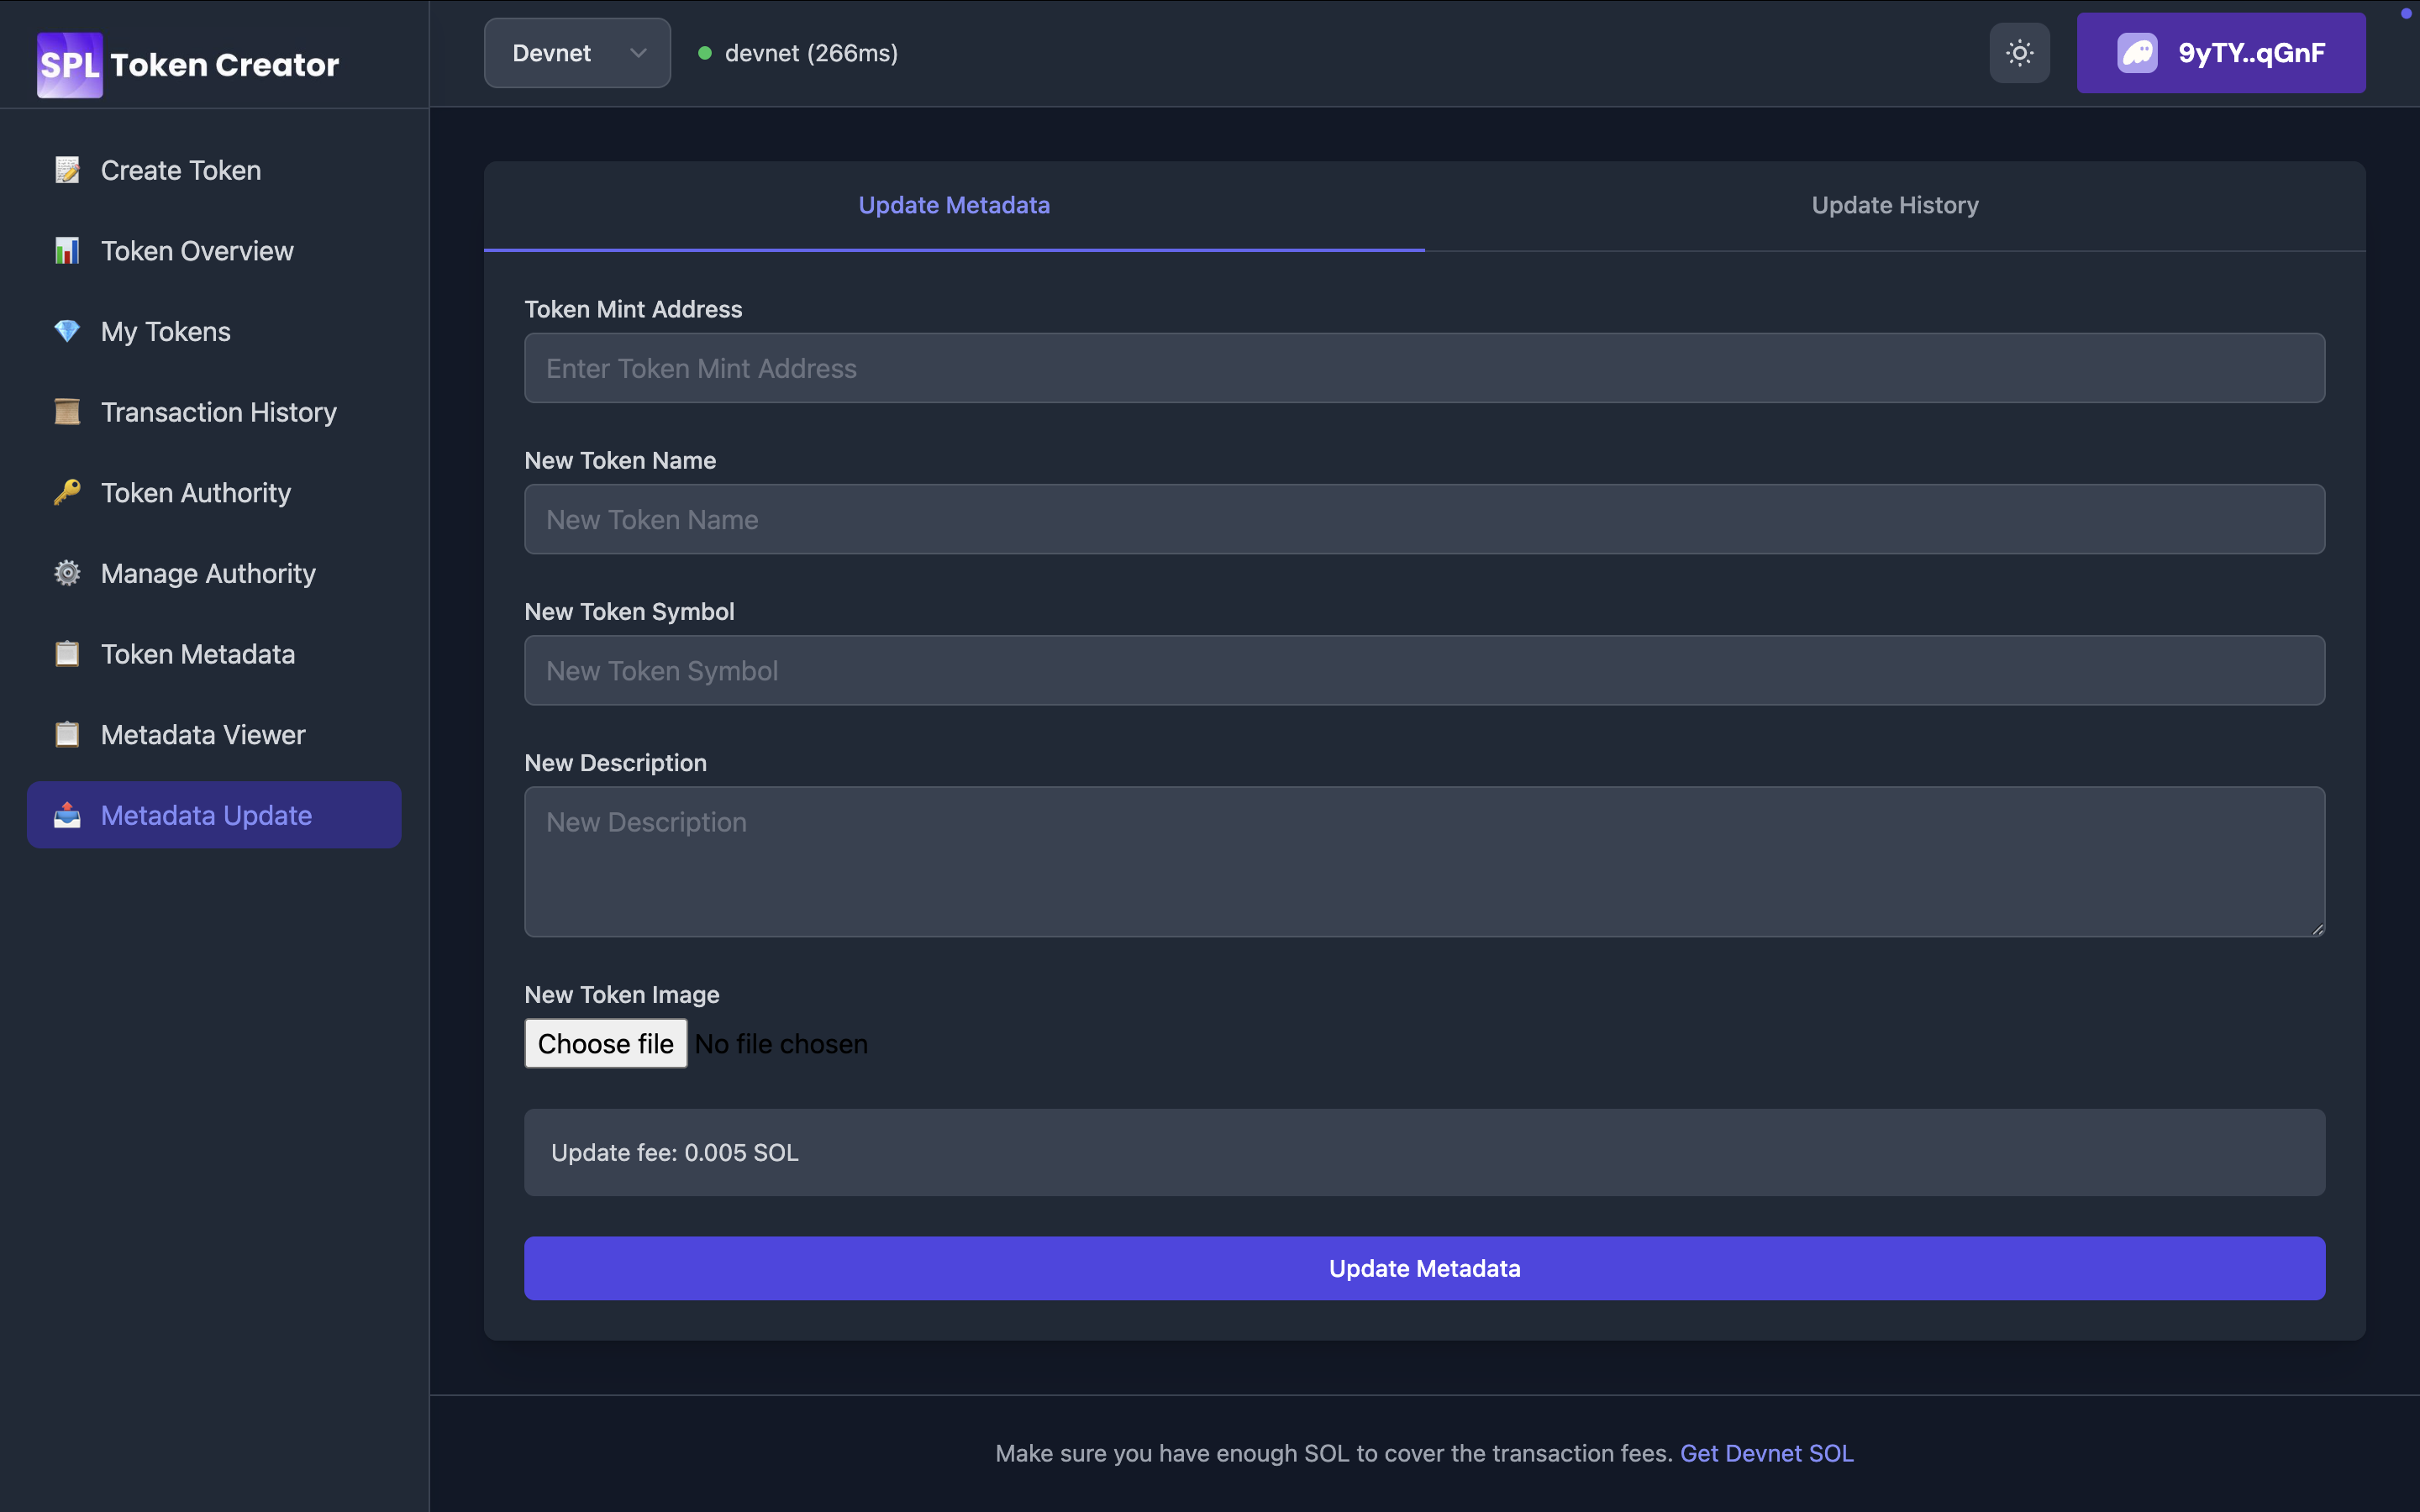 SPL Token Creator
Devnet
devnet (266ms)
9yTY..qGnF
Create Token
Token Overview
My Tokens
Transaction History
Token Authority
Manage Authority
Token Metadata
Metadata Viewer
Metadata Update
Update Metadata
Update History
Token Mint Address
Enter Token Mint Address
New Token Name
New Token Name
New Token Symbol
New Token Symbol
New Description
New Description
New Token Image
Choose file No file chosen
Update fee: 0.005 SOL
Update Metadata
Make sure you have enough SOL to cover the transaction fees. Get Devnet SOL